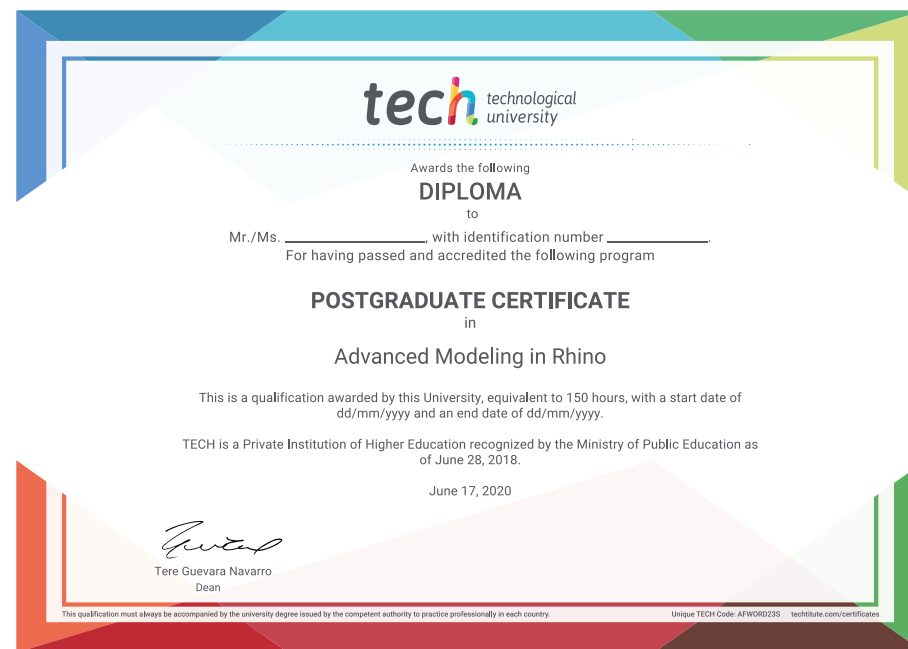 tech technological
university
Awards the following
DIPLOMA
to
Mr./Ms. ____________________, with identification number ______________.
For having passed and accredited the following program
POSTGRADUATE CERTIFICATE
in
Advanced Modeling in Rhino
This is a qualification awarded by this University, equivalent to 150 hours, with a start date of
dd/mm/yyyy and an end date of dd/mm/yyyy.
TECH is a Private Institution of Higher Education recognized by the Ministry of Public Education as
of June 28, 2018.
June 17, 2020
Tere Guevara Navarro
Dean
This qualification must always be accompanied by the university degree issued by the competent authority to practice professionally in each country. Unique TECH Code: AFWORD23S techtitute.com/certificates